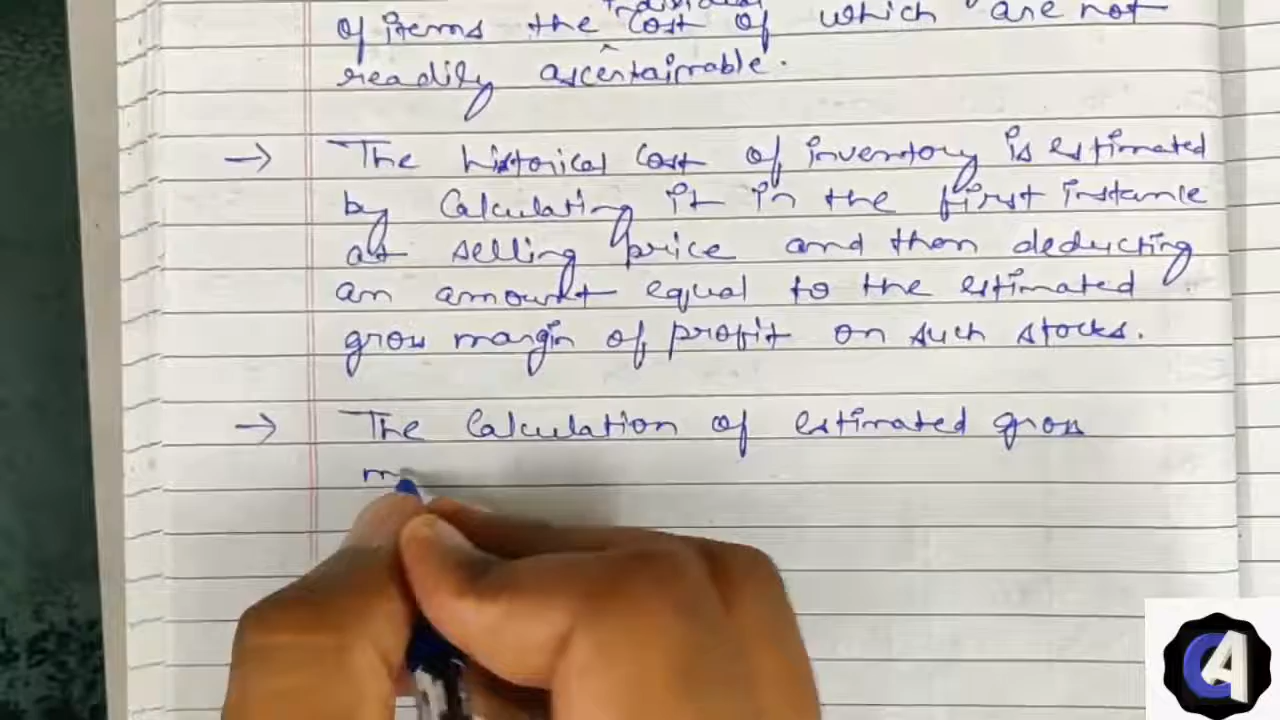 individual
of items the cost of which are not
readily ascertainable.
→ The historical cost of inventory is estimated
by calculating it in the first instance
at selling price and then deducting
an amount equal to the estimated
gross margin of profit on such stocks.
→ The calculation of estimated gross
m
CA